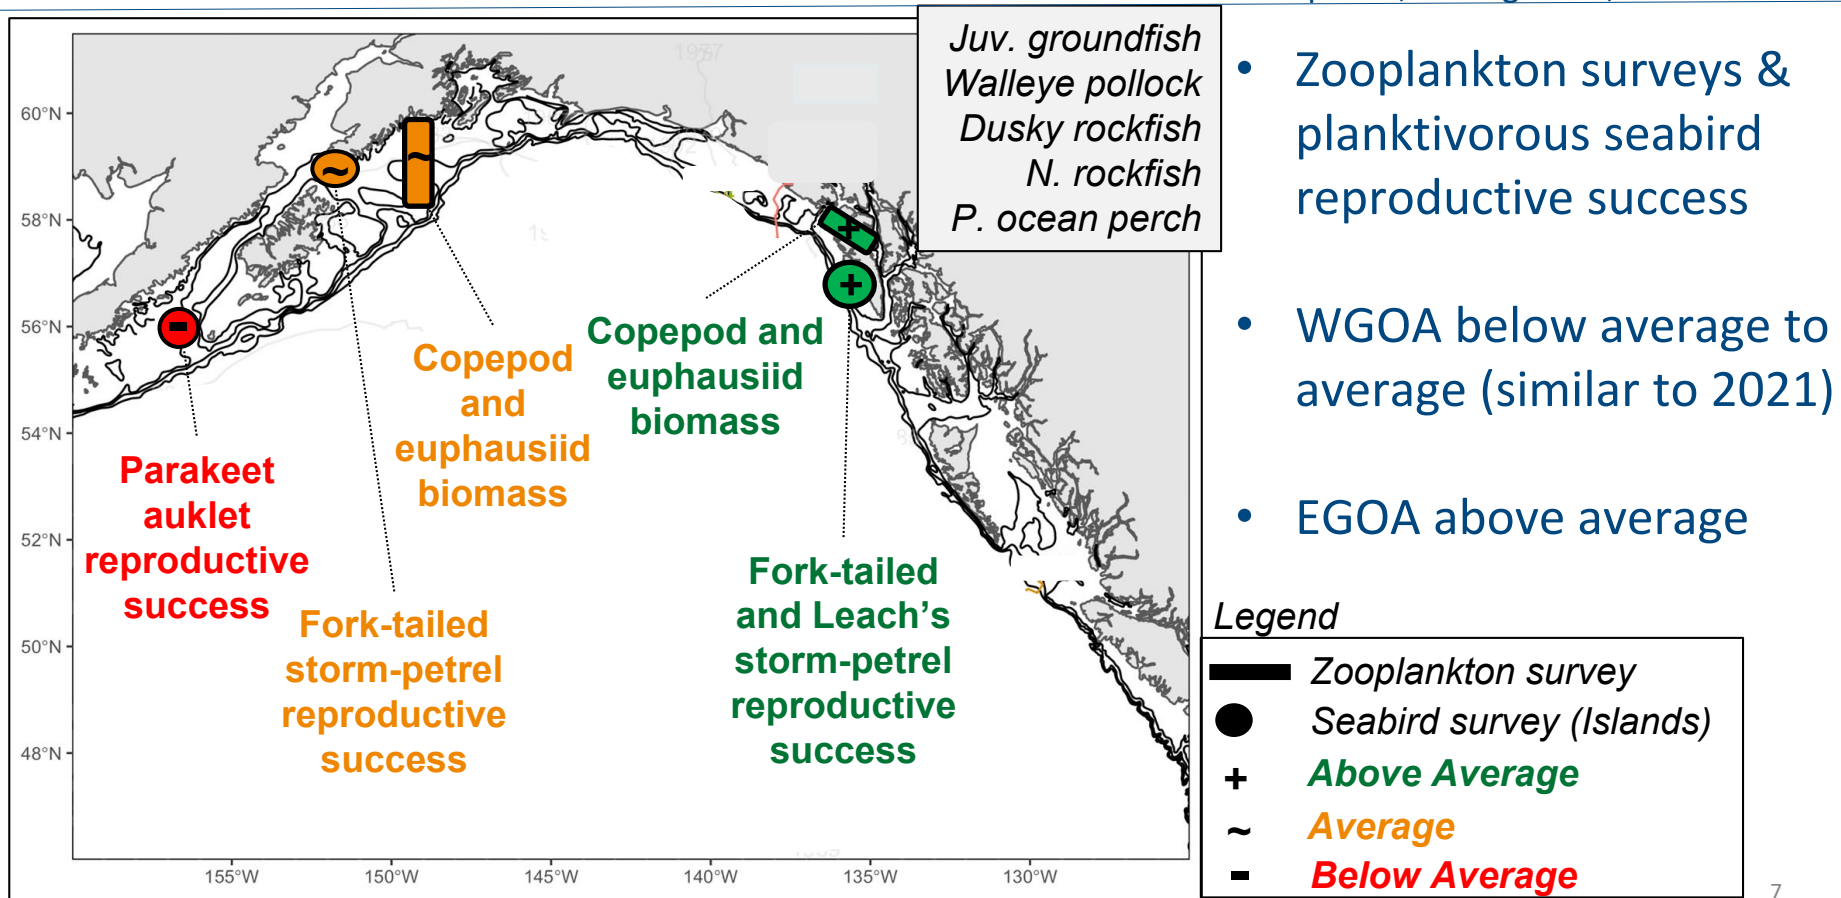 Juv. groundfish
Walleye pollock
Dusky rockfish
N. rockfish
P. ocean perch
• Zooplankton surveys &
planktivorous seabird
reproductive success
• WGOA below average to
average (similar to 2021)
• EGOA above average
60°N
58°N
56°N
54°N
52°N
50°N
48°N
155°W
150°W
145°W
140°W
135°W
130°W
1977
~
~
+
+
-
Parakeet
auklet
reproductive
success
Fork-tailed
storm-petrel
reproductive
success
Copepod
and
euphausiid
biomass
Copepod and
euphausiid
biomass
Fork-tailed
and Leach's
storm-petrel
reproductive
success
Legend
Zooplankton survey
Seabird survey (Islands)
+ Above Average
~ Average
- Below Average
7